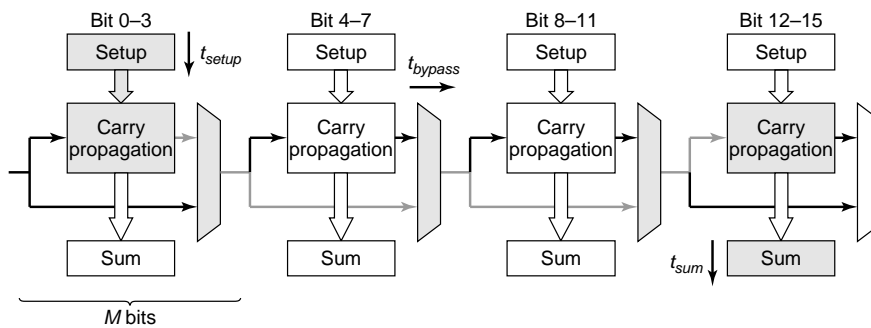 Bit 0–3
Bit 4–7
Bit 8–11
Bit 12–15
Setup
t_setup
Setup
t_bypass
Setup
Setup
Carry
propagation
Carry
propagation
Carry
propagation
Carry
propagation
Sum
Sum
Sum
t_sum
Sum
M bits